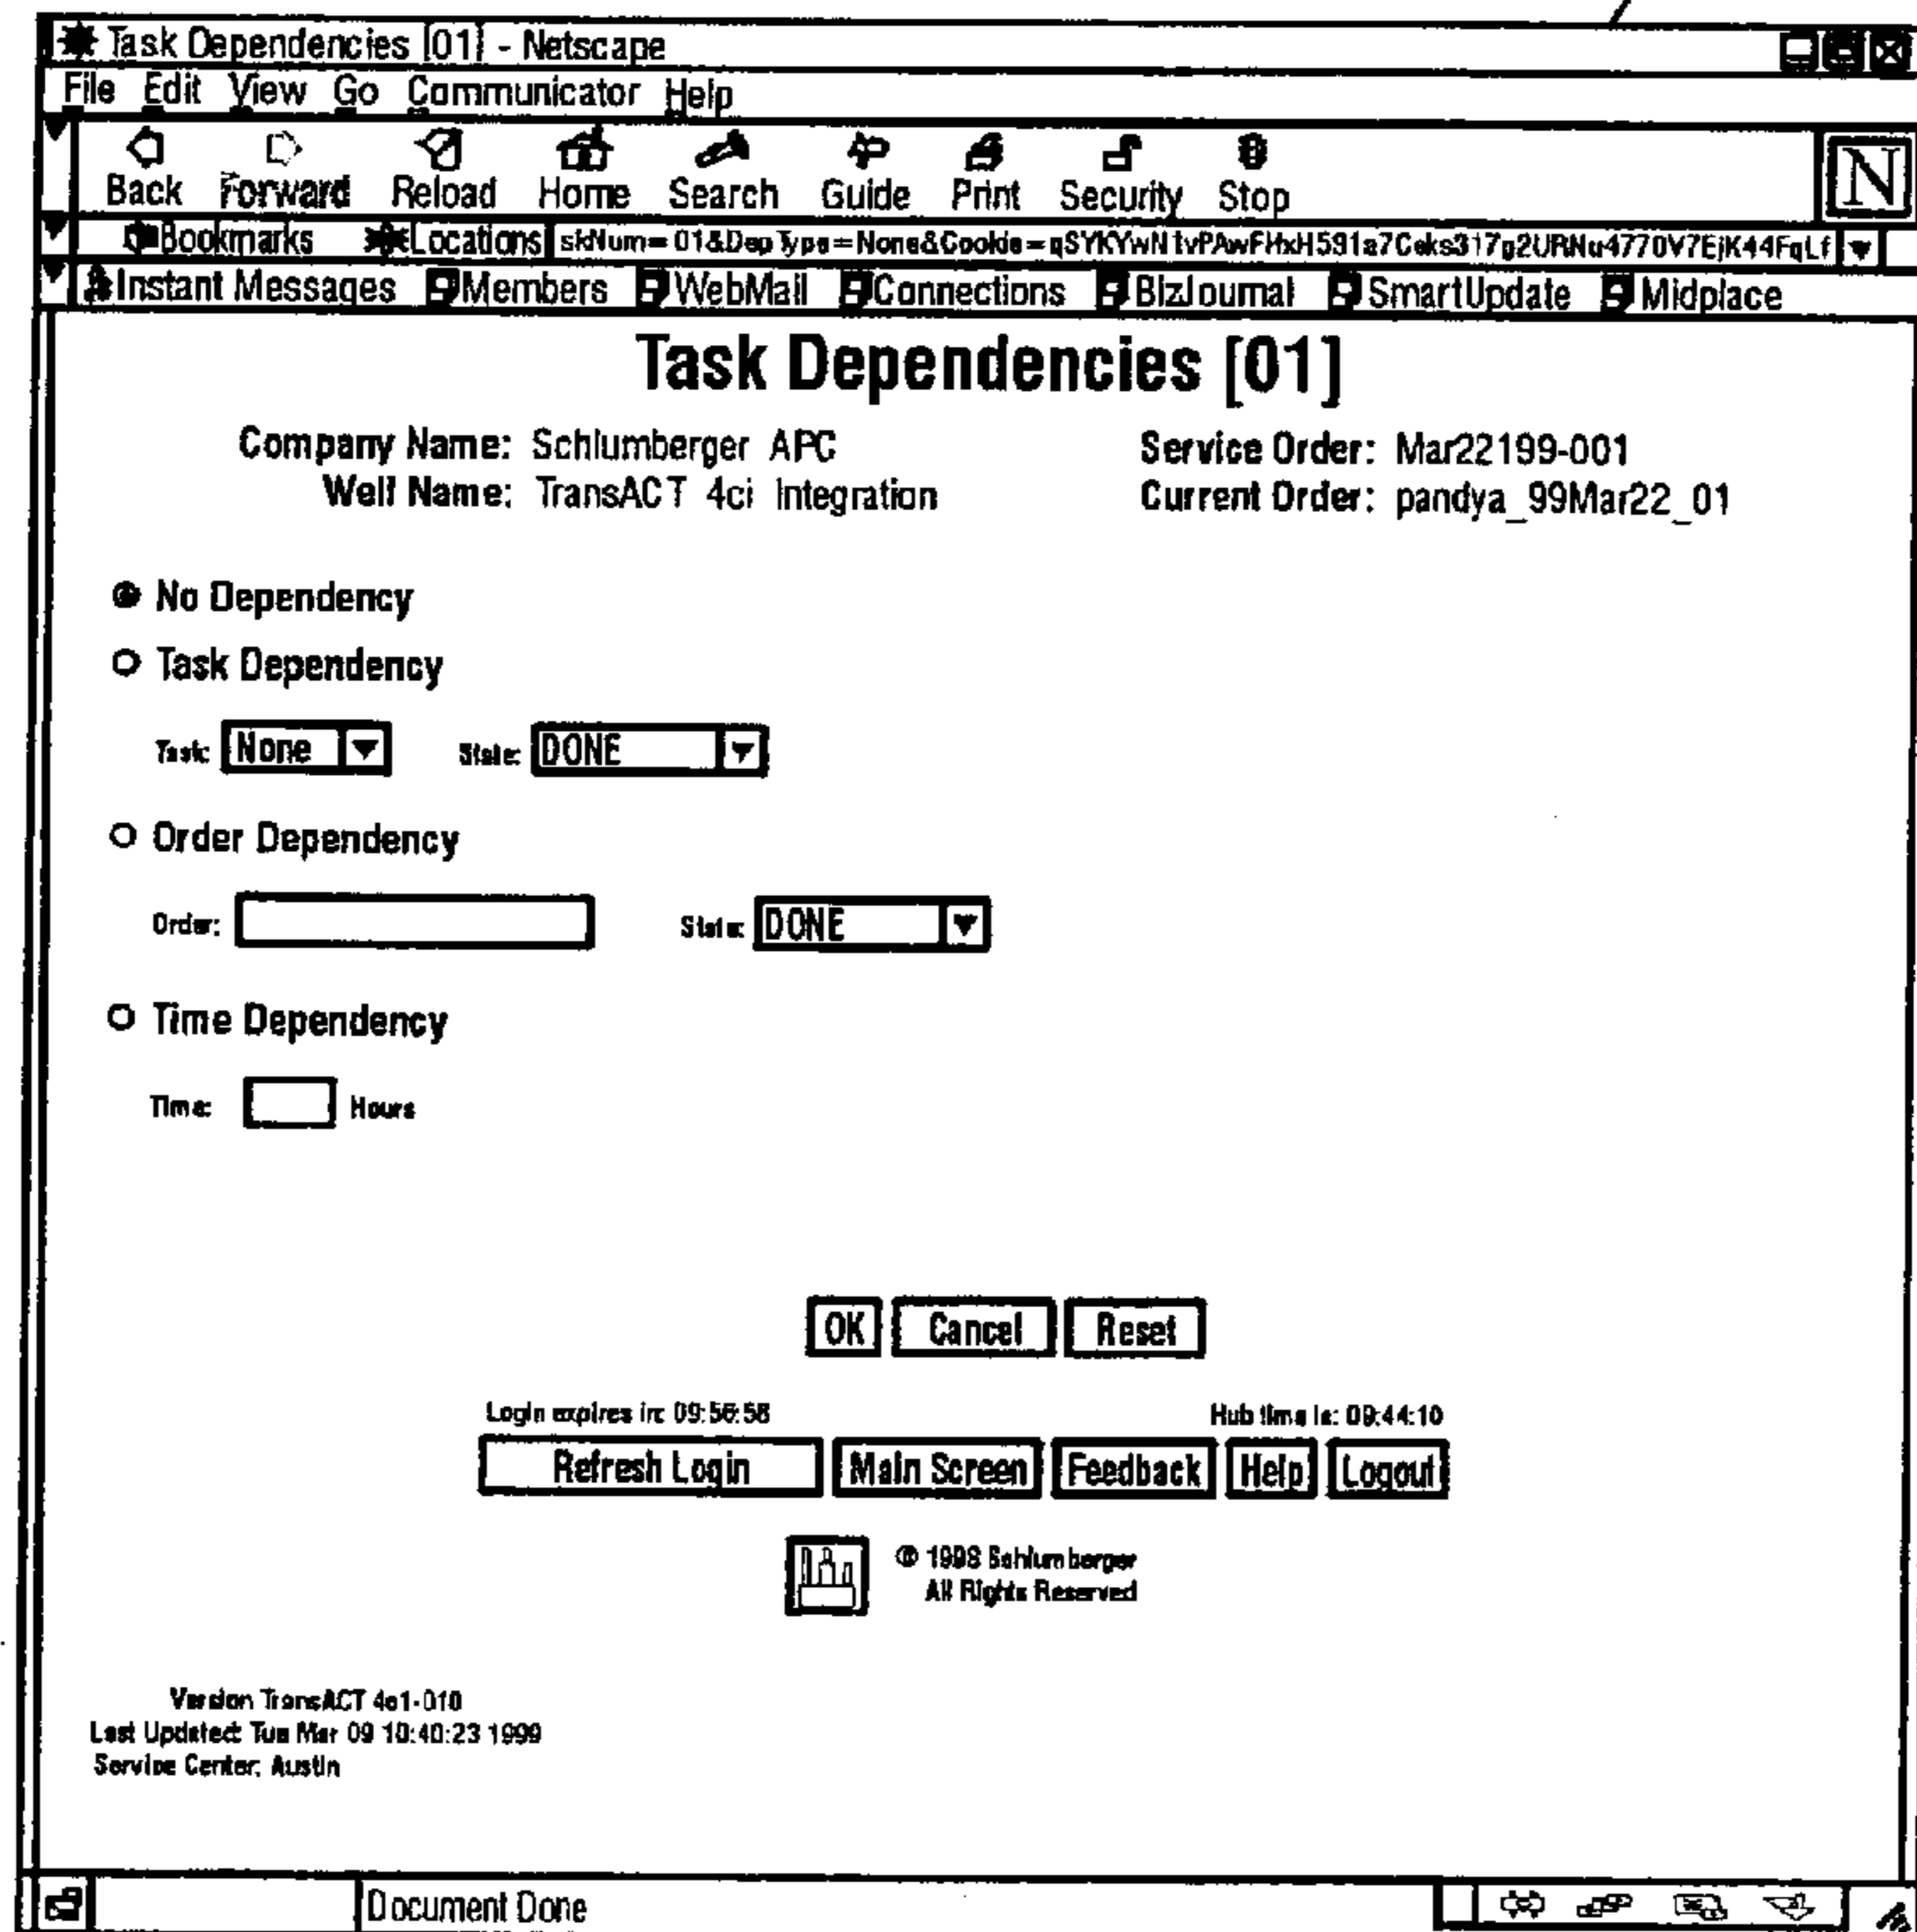 Task Dependencies [01] - Netscape
File Edit View Go Communicator Help
Back Forward Reload Home Search Guide Print Security Stop
N
Bookmarks Locations skNum=01&DepType=None&Cookie=
Instant Messages Members WebMail Connections BizJournal SmartUpdate Midplace
Task Dependencies [01]
Company Name: Schlumberger APC Service Order: Mar22199-001
Well Name: TransACT 4ci Integration Current Order: pandya_99Mar22_01
No Dependency
Task Dependency
Task: None State: DONE
Order Dependency
Order: State: DONE
Time Dependency
Time: Hours
OK Cancel Reset
Login expires in: Hub time is: 09:44:10
Refresh Login Main Screen Feedback Help Logout
© 1998 Schlumberger
All Rights Reserved
Version TransACT
Last Updated: Tue Mar 09 10:40:23 1999
Service Center: Austin
Document Done